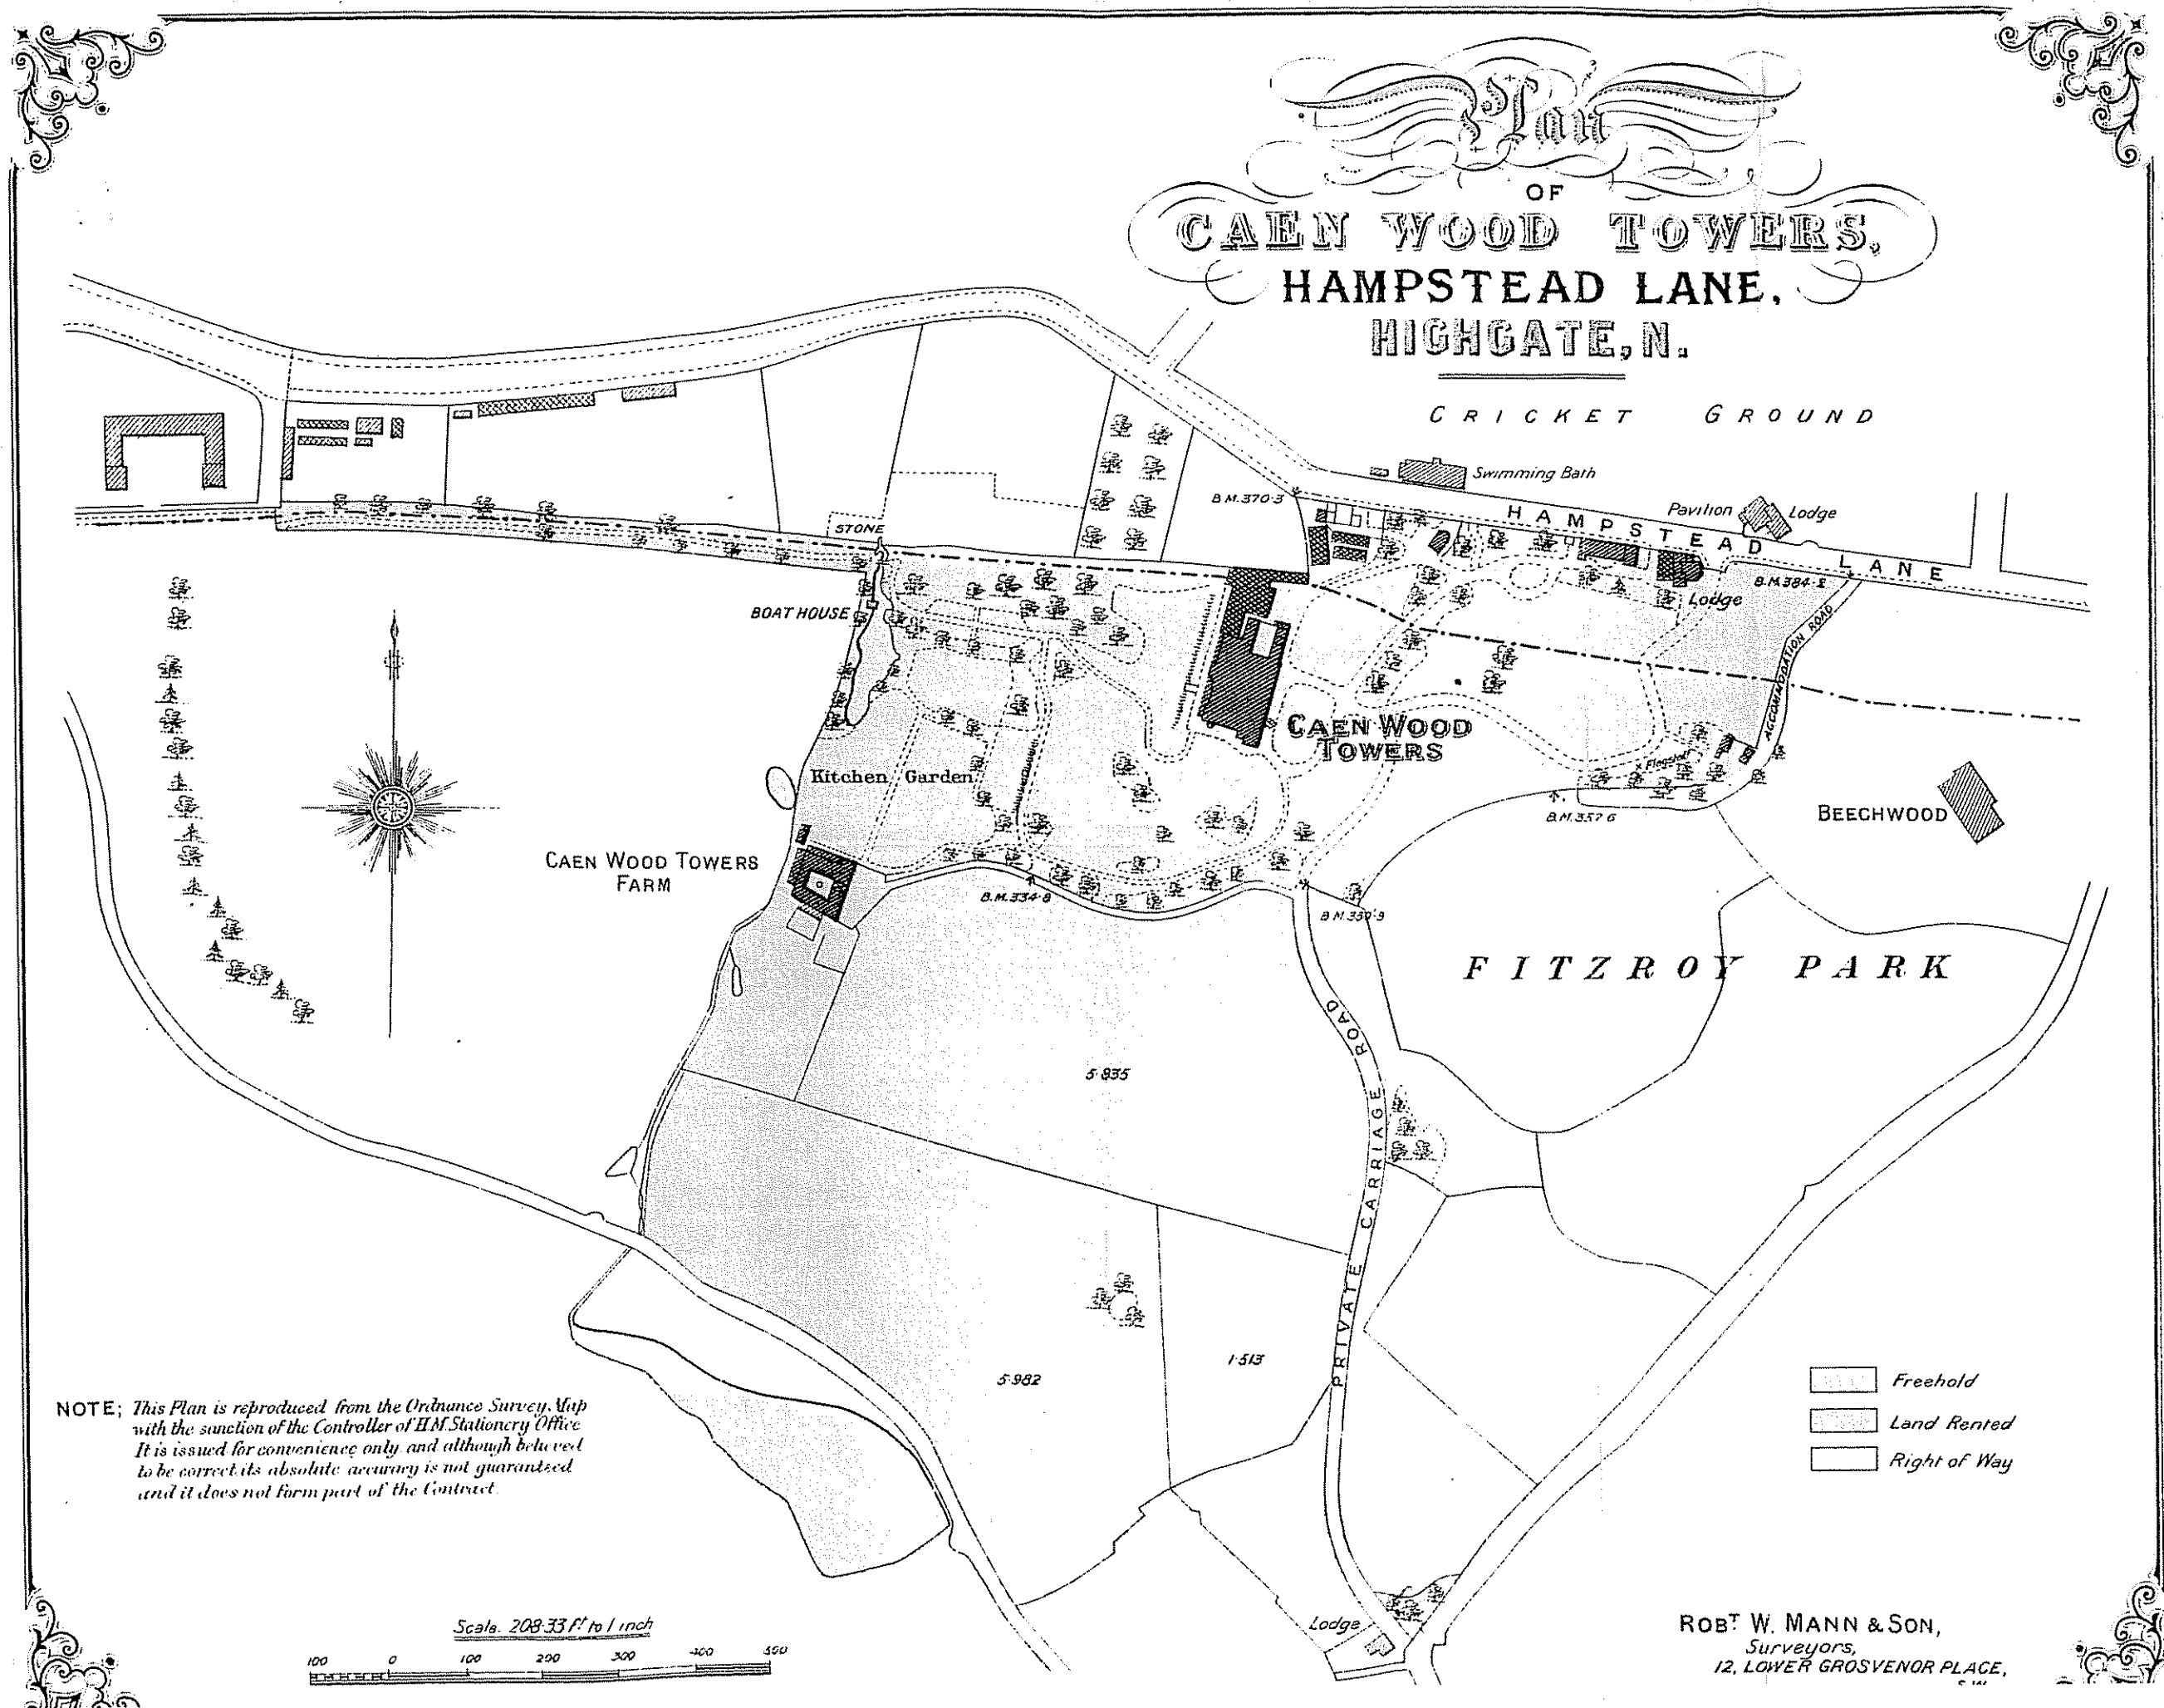 Plan
OF
CAEN WOOD TOWERS,
HAMPSTEAD LANE,
HIGHGATE, N.
CRICKET GROUND
Swimming Bath
B.M.370·3
Pavilion
Lodge
HAMPSTEAD LANE
STONE
B.M.384·2
Lodge
BOAT HOUSE
ACCOMMODATION ROAD
CAEN WOOD
TOWERS
Flagstaff
Kitchen Garden
B.M.357·6
BEECHWOOD
CAEN WOOD TOWERS
FARM
B.M.334·8
FITZROY PARK
5·835
PRIVATE CARRIAGE ROAD
1·513
5·982
Freehold
Land Rented
Right of Way
NOTE; This Plan is reproduced from the Ordnance Survey Map
with the sanction of the Controller of H.M. Stationery Office
It is issued for convenience only and although believed
to be correct its absolute accuracy is not guaranteed
and it does not form part of the Contract.
Scale. 208·33 Ft to 1 inch
100 0 100 200 300 400 500
Lodge
ROBT W. MANN & SON,
Surveyors,
12, LOWER GROSVENOR PLACE,